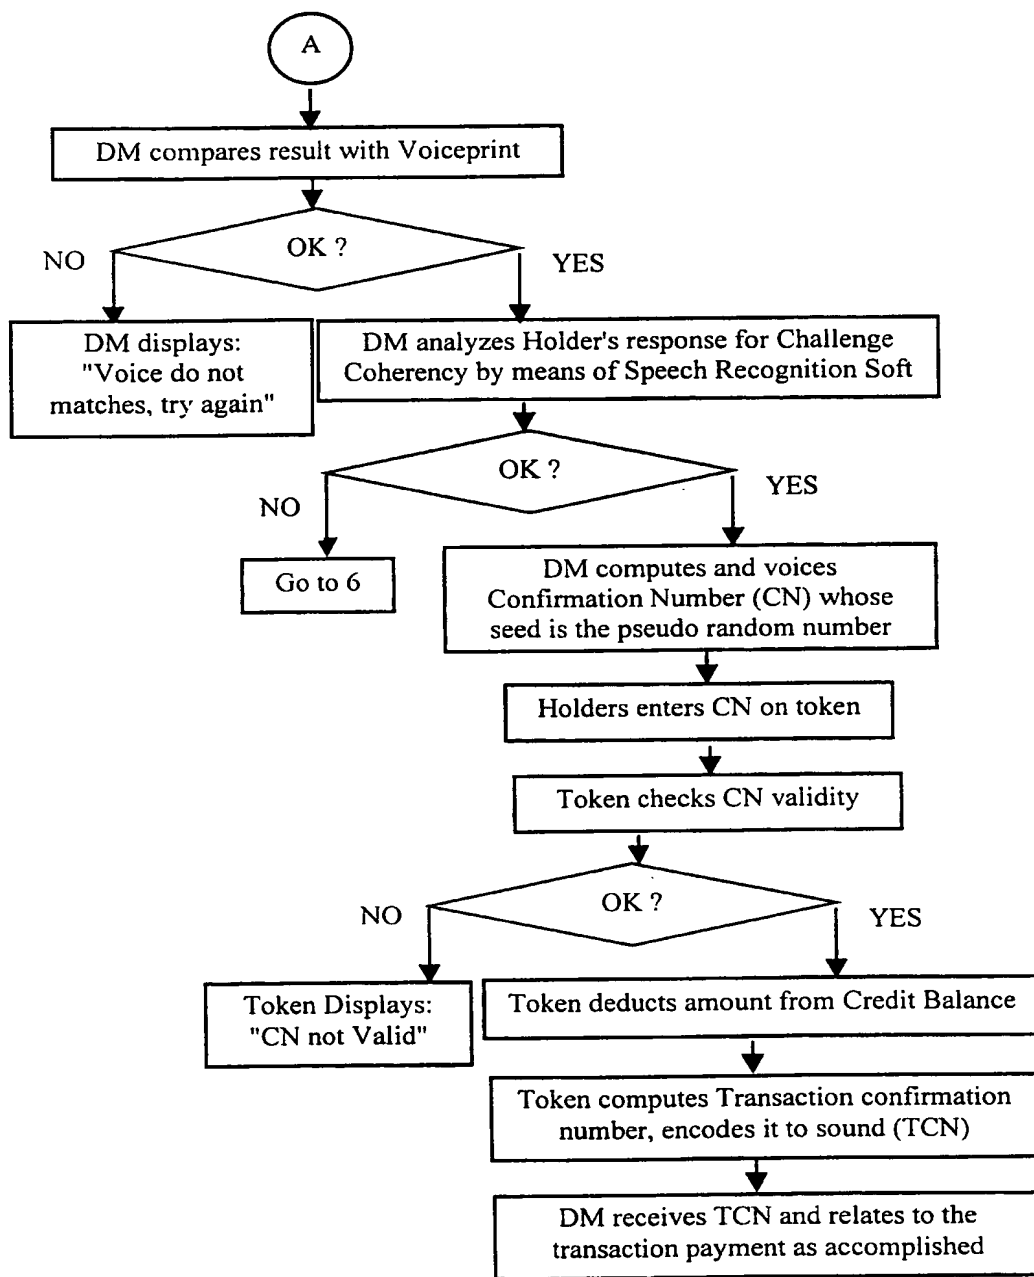 A
DM compares result with Voiceprint
OK ?
NO
YES
DM displays:
"Voice do not
matches, try again"
DM analyzes Holder's response for Challenge
Coherency by means of Speech Recognition Soft
OK ?
NO
YES
Go to 6
DM computes and voices
Confirmation Number (CN) whose
seed is the pseudo random number
Holders enters CN on token
Token checks CN validity
OK ?
NO
YES
Token Displays:
"CN not Valid"
Token deducts amount from Credit Balance
Token computes Transaction confirmation
number, encodes it to sound (TCN)
DM receives TCN and relates to the
transaction payment as accomplished